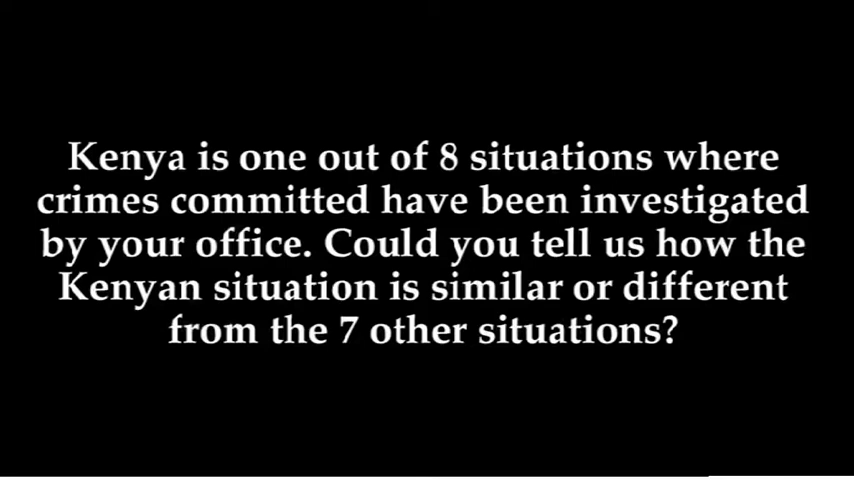 Kenya is one out of 8 situations where
crimes committed have been investigated
by your office. Could you tell us how the
Kenyan situation is similar or different
from the 7 other situations?